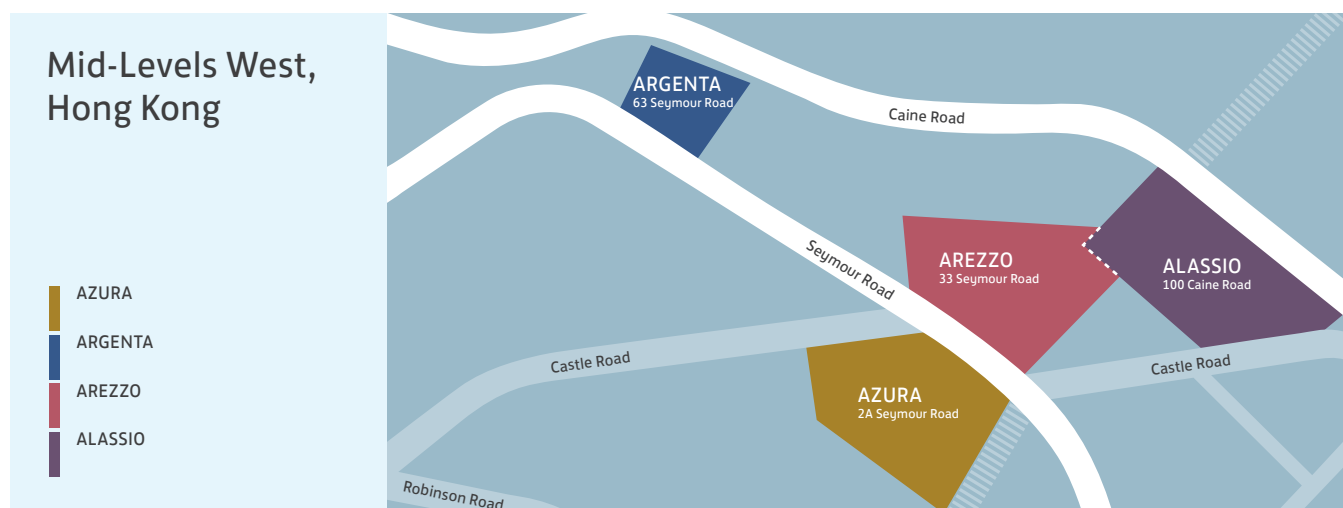 Mid-Levels West,
Hong Kong
AZURA
ARGENTA
AREZZO
ALASSIO
ARGENTA
63 Seymour Road
Caine Road
Seymour Road
AREZZO
33 Seymour Road
ALASSIO
100 Caine Road
Castle Road
Castle Road
AZURA
2A Seymour Road
Robinson Road